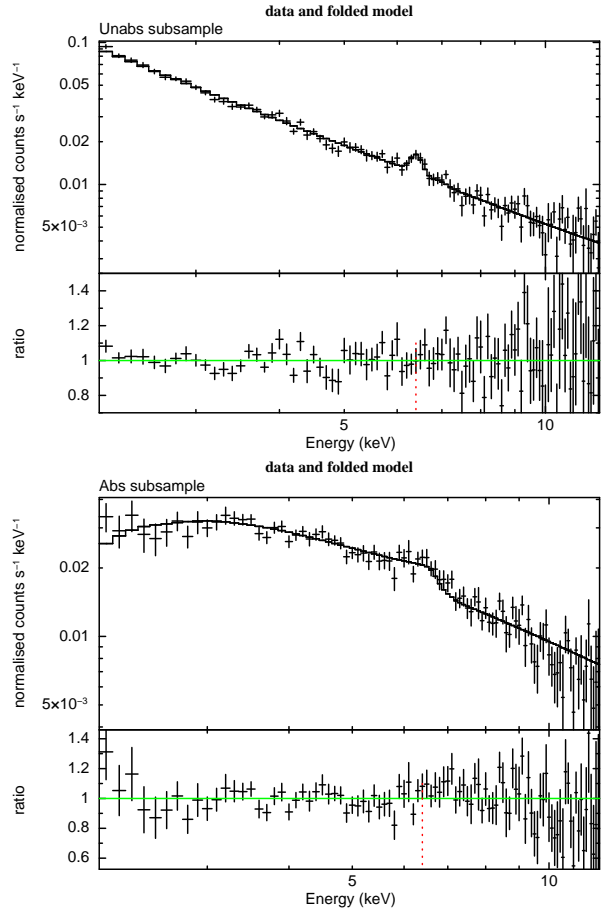 data and folded model
Unabs subsample
0.1
0.05
0.02
0.01
5×10⁻³
normalised counts s⁻¹ keV⁻¹
1.4
1.2
1
0.8
ratio
5
10
Energy (keV)
data and folded model
Abs subsample
0.02
0.01
5×10⁻³
normalised counts s⁻¹ keV⁻¹
1.4
1.2
1
0.8
0.6
ratio
5
10
Energy (keV)